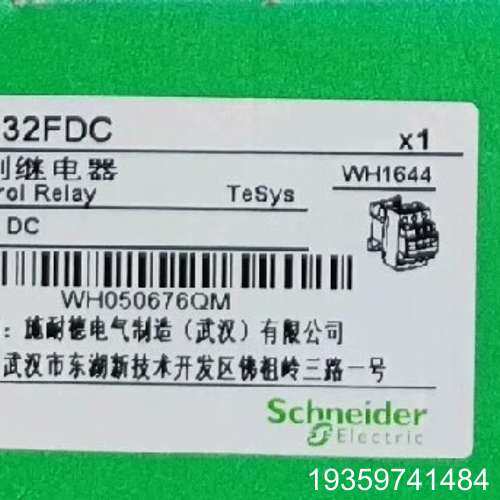 32FDC
x1
制继电器
rol Relay TeSys WH1644
DC
WH050676QM
：施耐德电气制造（武汉）有限公司
武汉市东湖新技术开发区佛祖岭三路一号
Schneider
Electric
19359741484